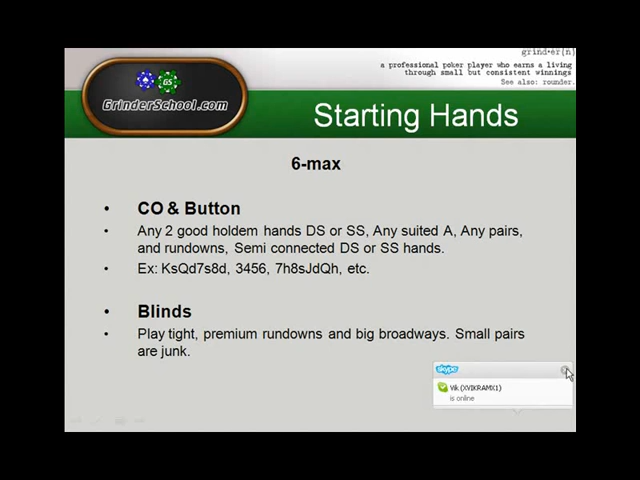 grind•er(n)
a professional poker player who earns a living
through small but consistent winnings
See also: rounder.
GS
GrinderSchool.com
Starting Hands
6-max
• CO & Button
• Any 2 good holdem hands DS or SS, Any suited A, Any pairs,
and rundowns, Semi connected DS or SS hands.
• Ex: KsQd7s8d, 3456, 7h8sJdQh, etc.
• Blinds
• Play tight, premium rundowns and big broadways. Small pairs
are junk.
skype
Vik (XVIKRAMX1)
is online